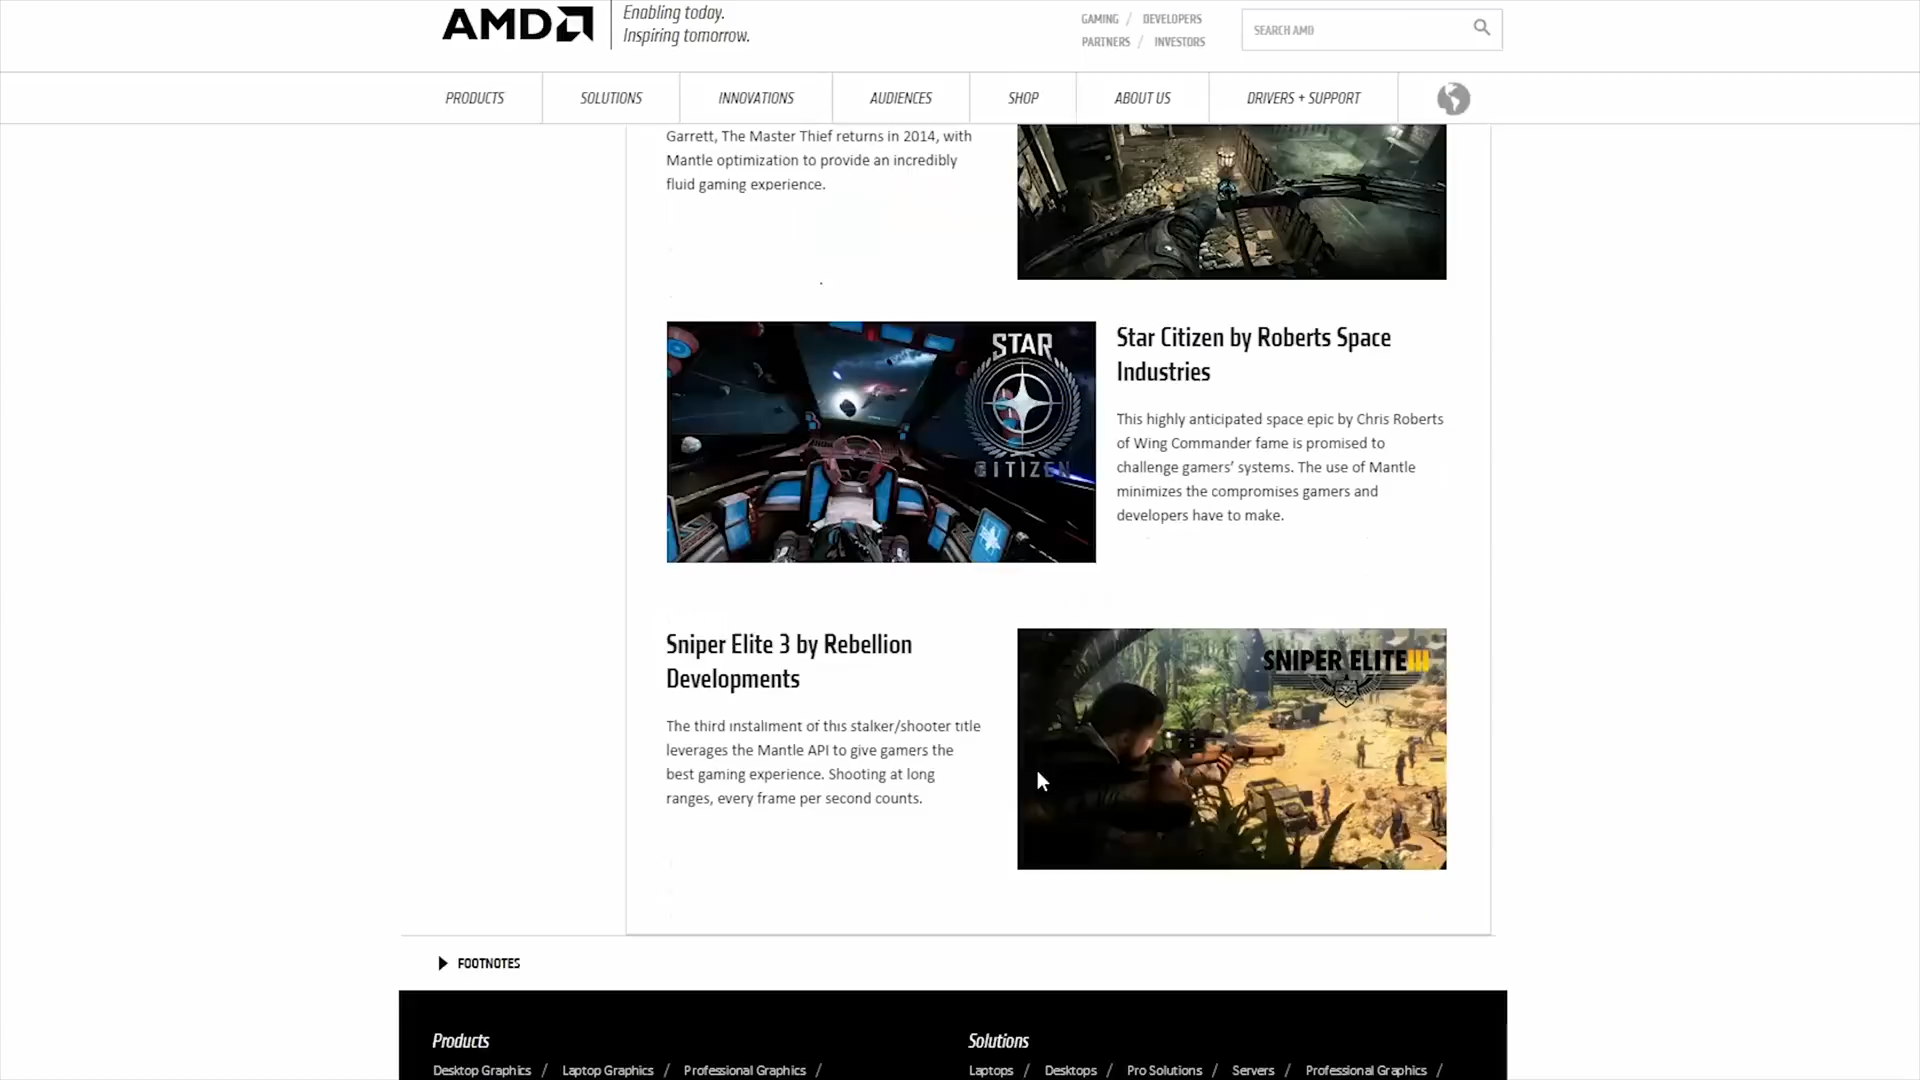 AMD
Enabling today.
Inspiring tomorrow.
GAMING / DEVELOPERS
PARTNERS / INVESTORS
SEARCH AMD
PRODUCTS
SOLUTIONS
INNOVATIONS
AUDIENCES
SHOP
ABOUT US
DRIVERS + SUPPORT
Garrett, The Master Thief returns in 2014, with
Mantle optimization to provide an incredibly
fluid gaming experience.
STAR
CITIZEN
Star Citizen by Roberts Space
Industries
This highly anticipated space epic by Chris Roberts
of Wing Commander fame is promised to
challenge gamers’ systems. The use of Mantle
minimizes the compromises gamers and
developers have to make.
Sniper Elite 3 by Rebellion
Developments
The third installment of this stalker/shooter title
leverages the Mantle API to give gamers the
best gaming experience. Shooting at long
ranges, every frame per second counts.
SNIPER ELITE III
FOOTNOTES
Products
Desktop Graphics / Laptop Graphics / Professional Graphics /
Solutions
Laptops / Desktops / Pro Solutions / Servers / Professional Graphics /